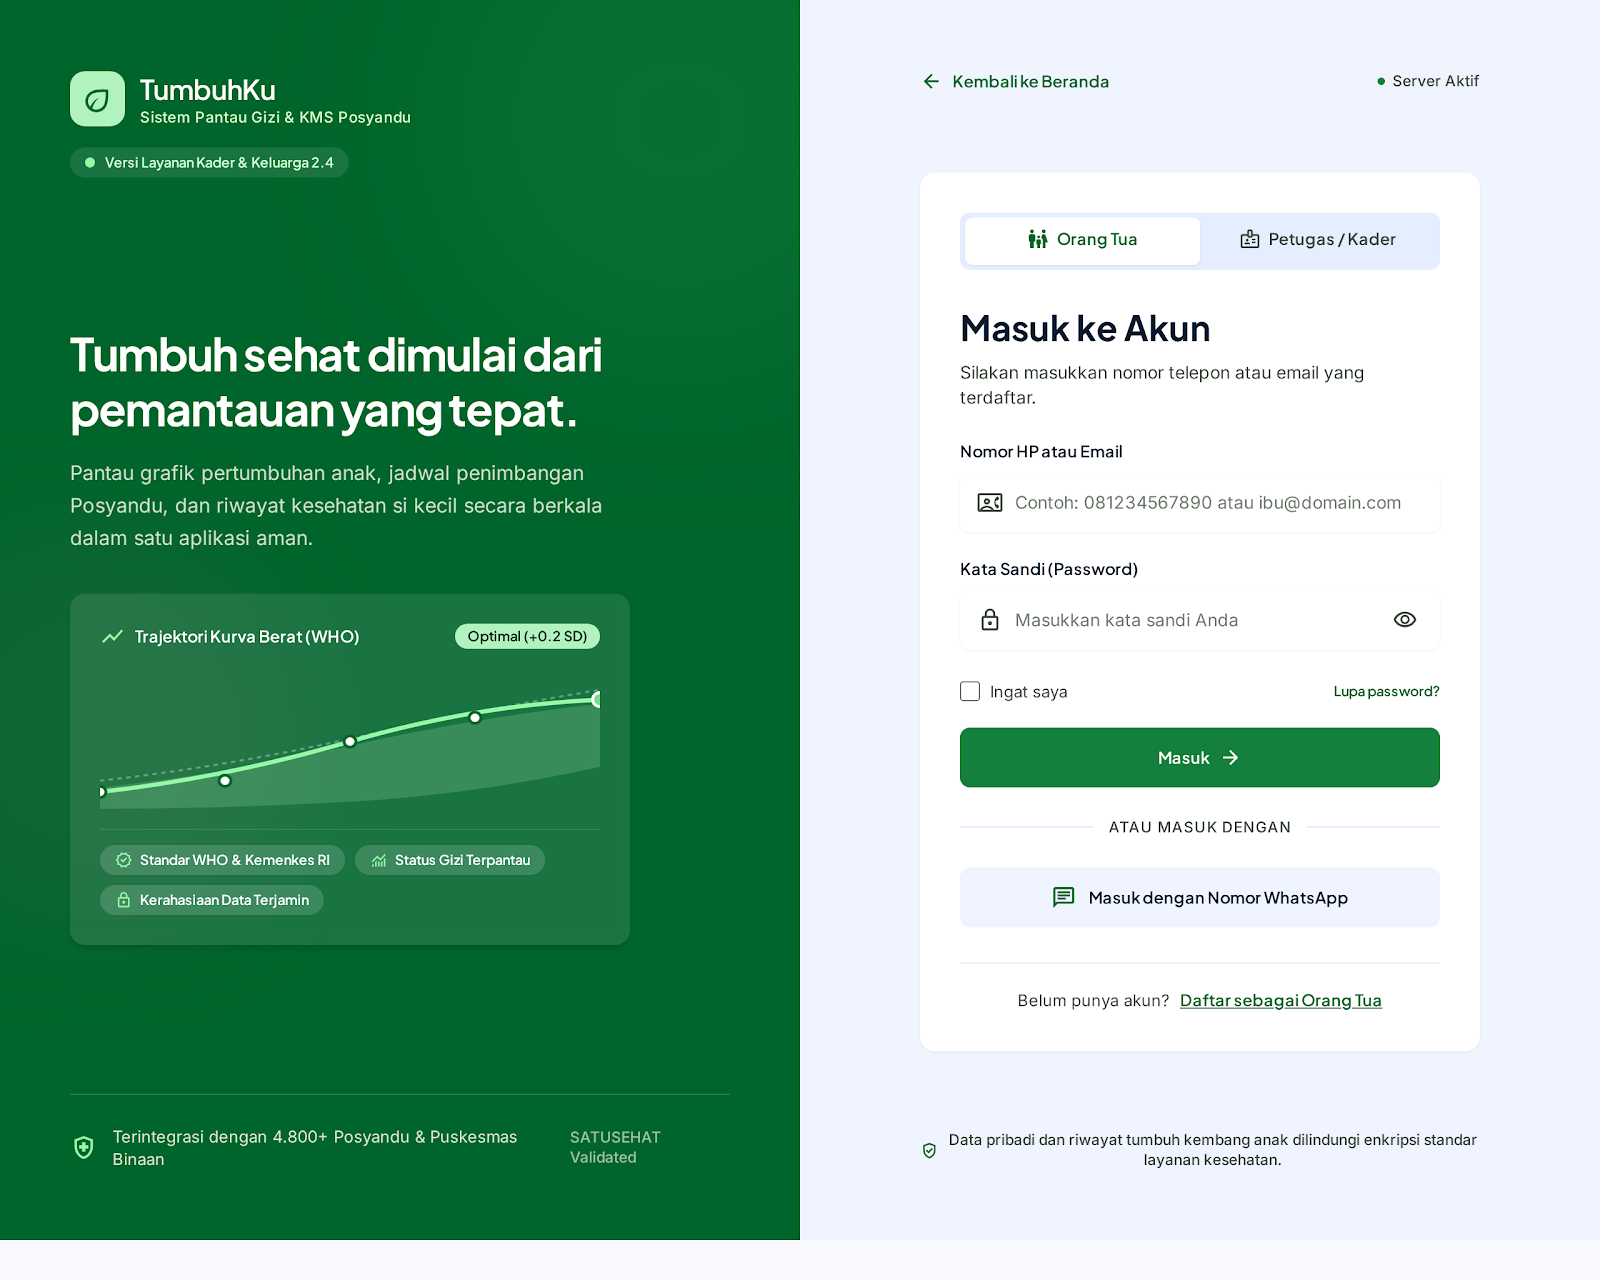 TumbuhKu
Sistem Pantau Gizi & KMS Posyandu
Versi Layanan Kader & Keluarga 2.4
Tumbuh sehat dimulai dari
pemantauan yang tepat.
Pantau grafik pertumbuhan anak, jadwal penimbangan
Posyandu, dan riwayat kesehatan si kecil secara berkala
dalam satu aplikasi aman.
Trajektori Kurva Berat (WHO)
Optimal (+0.2 SD)
Standar WHO & Kemenkes RI
Status Gizi Terpantau
Kerahasiaan Data Terjamin
Terintegrasi dengan 4.800+ Posyandu & Puskesmas
Binaan
SATUSEHAT
Validated
Kembali ke Beranda
Server Aktif
Orang Tua
Petugas / Kader
Masuk ke Akun
Silakan masukkan nomor telepon atau email yang
terdaftar.
Nomor HP atau Email
Contoh: 081234567890 atau ibu@domain.com
Kata Sandi (Password)
Masukkan kata sandi Anda
Ingat saya
Lupa password?
Masuk
ATAU MASUK DENGAN
Masuk dengan Nomor WhatsApp
Belum punya akun? Daftar sebagai Orang Tua
Data pribadi dan riwayat tumbuh kembang anak dilindungi enkripsi standar
layanan kesehatan.